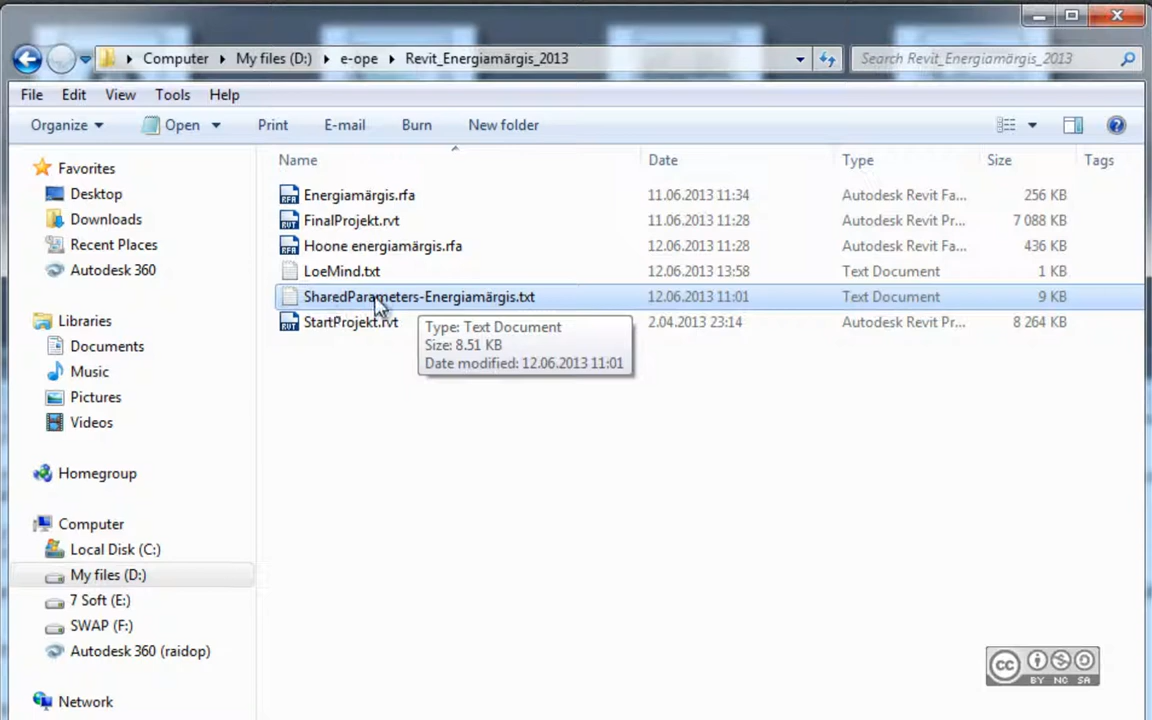 Computer My files (D:) e-ope Revit_Energiamärgis_2013 Search Revit_Energiamärgis_2013
File Edit View Tools Help
Organize Open Print E-mail Burn New folder
Name Date Type Size Tags
Energiamärgis.rfa 11.06.2013 11:34 Autodesk Revit Fa... 256 KB
FinalProjekt.rvt 11.06.2013 11:28 Autodesk Revit Pr... 7 088 KB
Hoone energiamärgis.rfa 12.06.2013 11:28 Autodesk Revit Fa... 436 KB
LoeMind.txt 12.06.2013 13:58 Text Document 1 KB
SharedParameters-Energiamärgis.txt 12.06.2013 11:01 Text Document 9 KB
StartProjekt.rvt 2.04.2013 23:14 Autodesk Revit Pr... 8 264 KB
Type: Text Document
Size: 8.51 KB
Date modified: 12.06.2013 11:01
Favorites
Desktop
Downloads
Recent Places
Autodesk 360
Libraries
Documents
Music
Pictures
Videos
Homegroup
Computer
Local Disk (C:)
My files (D:)
7 Soft (E:)
SWAP (F:)
Autodesk 360 (raidop)
Network
cc BY NC SA